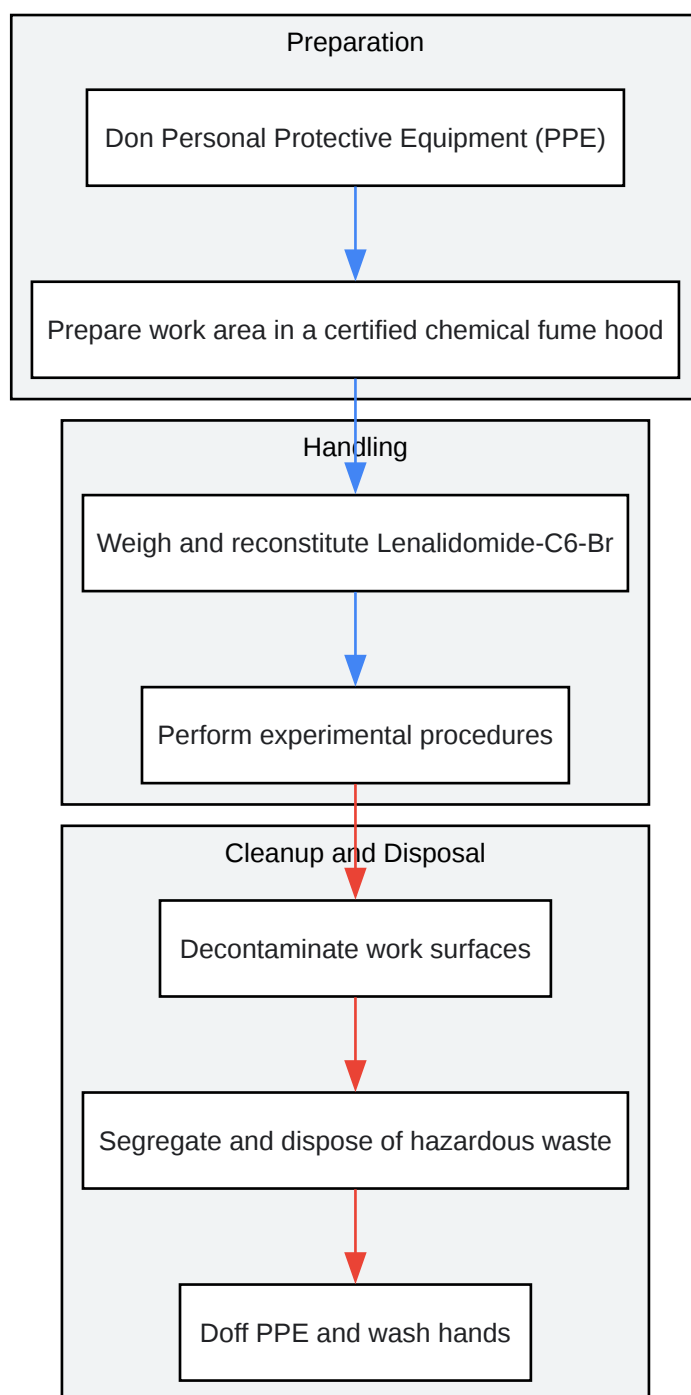 Preparation
Don Personal Protective Equipment (PPE)
Prepare work area in a certified chemical fume hood
Handling
Weigh and reconstitute Lenalidomide-C6-Br
Perform experimental procedures
Cleanup and Disposal
Decontaminate work surfaces
Segregate and dispose of hazardous waste
Doff PPE and wash hands